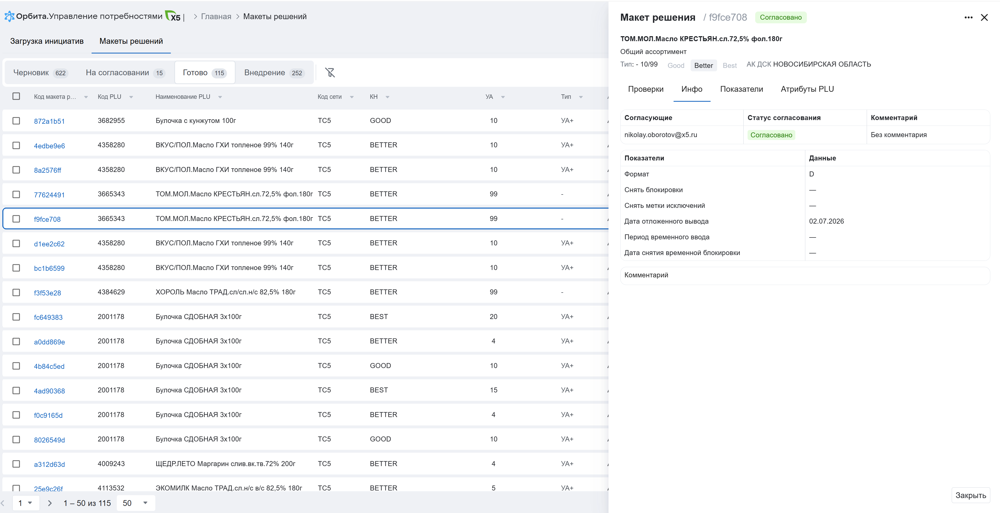 Орбита.Управление потребностями X5 | > Главная > Макеты решений
Загрузка инициатив Макеты решений
Черновик 622 На согласовании 15 Готово 115 Внедрение 252
Код макета р... Код PLU Наименование PLU Код сети КН УА Тип
872a1b51 3682955 Булочка с кунжутом 100г ТС5 GOOD 10 УА+
4edbe9e6 4358280 ВКУС/ПОЛ.Масло ГХИ топленое 99% 140г ТС5 BETTER 10 УА+
8a2576ff 4358280 ВКУС/ПОЛ.Масло ГХИ топленое 99% 140г ТС5 BETTER 10 УА+
77624491 3665343 ТОМ.МОЛ.Масло КРЕСТЬЯН.сл.72,5% фол.180г ТС5 BETTER 99 -
f9fce708 3665343 ТОМ.МОЛ.Масло КРЕСТЬЯН.сл.72,5% фол.180г ТС5 BETTER 99 -
d1ee2c62 4358280 ВКУС/ПОЛ.Масло ГХИ топленое 99% 140г ТС5 BETTER 10 УА+
bc1b6599 4358280 ВКУС/ПОЛ.Масло ГХИ топленое 99% 140г ТС5 BETTER 10 УА+
f3f53e28 4384629 ХОРОЛЬ Масло ТРАД.сл/сл.н/с 82,5% 180г ТС5 BETTER 99 -
fc649383 2001178 Булочка СДОБНАЯ 3х100г ТС5 BEST 20 УА+
a0dd869e 2001178 Булочка СДОБНАЯ 3х100г ТС5 BETTER 4 УА+
4b84c5ed 2001178 Булочка СДОБНАЯ 3х100г ТС5 GOOD 10 УА+
4ad90368 2001178 Булочка СДОБНАЯ 3х100г ТС5 BEST 15 УА+
f0c9165d 2001178 Булочка СДОБНАЯ 3х100г ТС5 BETTER 4 УА+
8026549d 2001178 Булочка СДОБНАЯ 3х100г ТС5 GOOD 10 УА+
a312d63d 4009243 ЩЕДР.ЛЕТО Маргарин слив.вк.тв.72% 200г ТС5 BETTER 4 УА+
25e9c26f 4113532 ЭКОМИЛК Масло ТРАД.сл.н/с в/с 82,5% 180г ТС5 BETTER 5 УА+
1 1 – 50 из 115 50
Макет решения / f9fce708 Согласовано
ТОМ.МОЛ.Масло КРЕСТЬЯН.сл.72,5% фол.180г
Общий ассортимент
Тип: - 10/99 Good Better Best АК ДСК НОВОСИБИРСКАЯ ОБЛАСТЬ
Проверки Инфо Показатели Атрибуты PLU
Согласующие Статус согласования Комментарий
nikolay.oborotov@x5.ru Согласовано Без комментария
Показатели Данные
Формат D
Снять блокировки —
Снять метки исключений —
Дата отложенного вывода 02.07.2026
Период временного ввода —
Дата снятия временной блокировки —
Комментарий
Закрыть